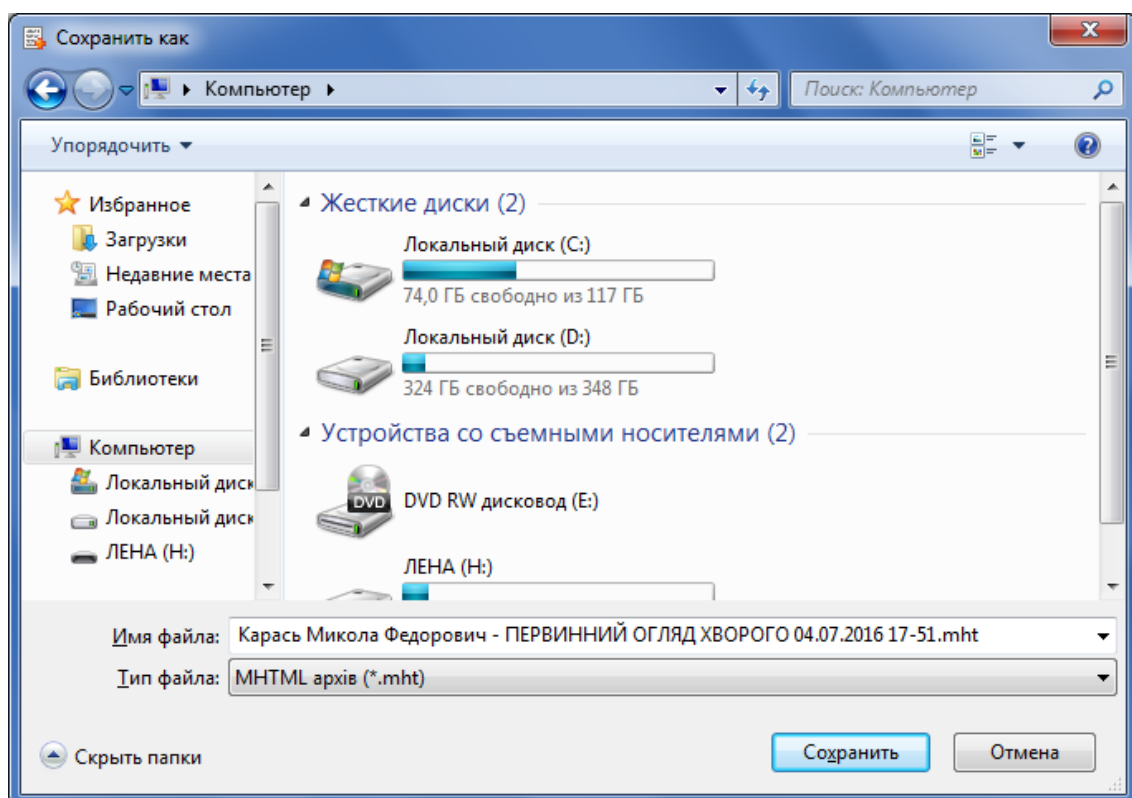 Сохранить как
Компьютер
Поиск: Компьютер
Упорядочить
Избранное
Загрузки
Недавние места
Рабочий стол
Библиотеки
Компьютер
Локальный диск
Локальный диск
ЛЕНА (H:)
Жесткие диски (2)
Локальный диск (C:)
74,0 ГБ свободно из 117 ГБ
Локальный диск (D:)
324 ГБ свободно из 348 ГБ
Устройства со съемными носителями (2)
DVD
DVD RW дисковод (E:)
ЛЕНА (H:)
Имя файла: Карась Микола Федорович - ПЕРВИННИЙ ОГЛЯД ХВОРОГО 04.07.2016 17-51.mht
Тип файла: MHTML архів (*.mht)
Скрыть папки
Сохранить
Отмена